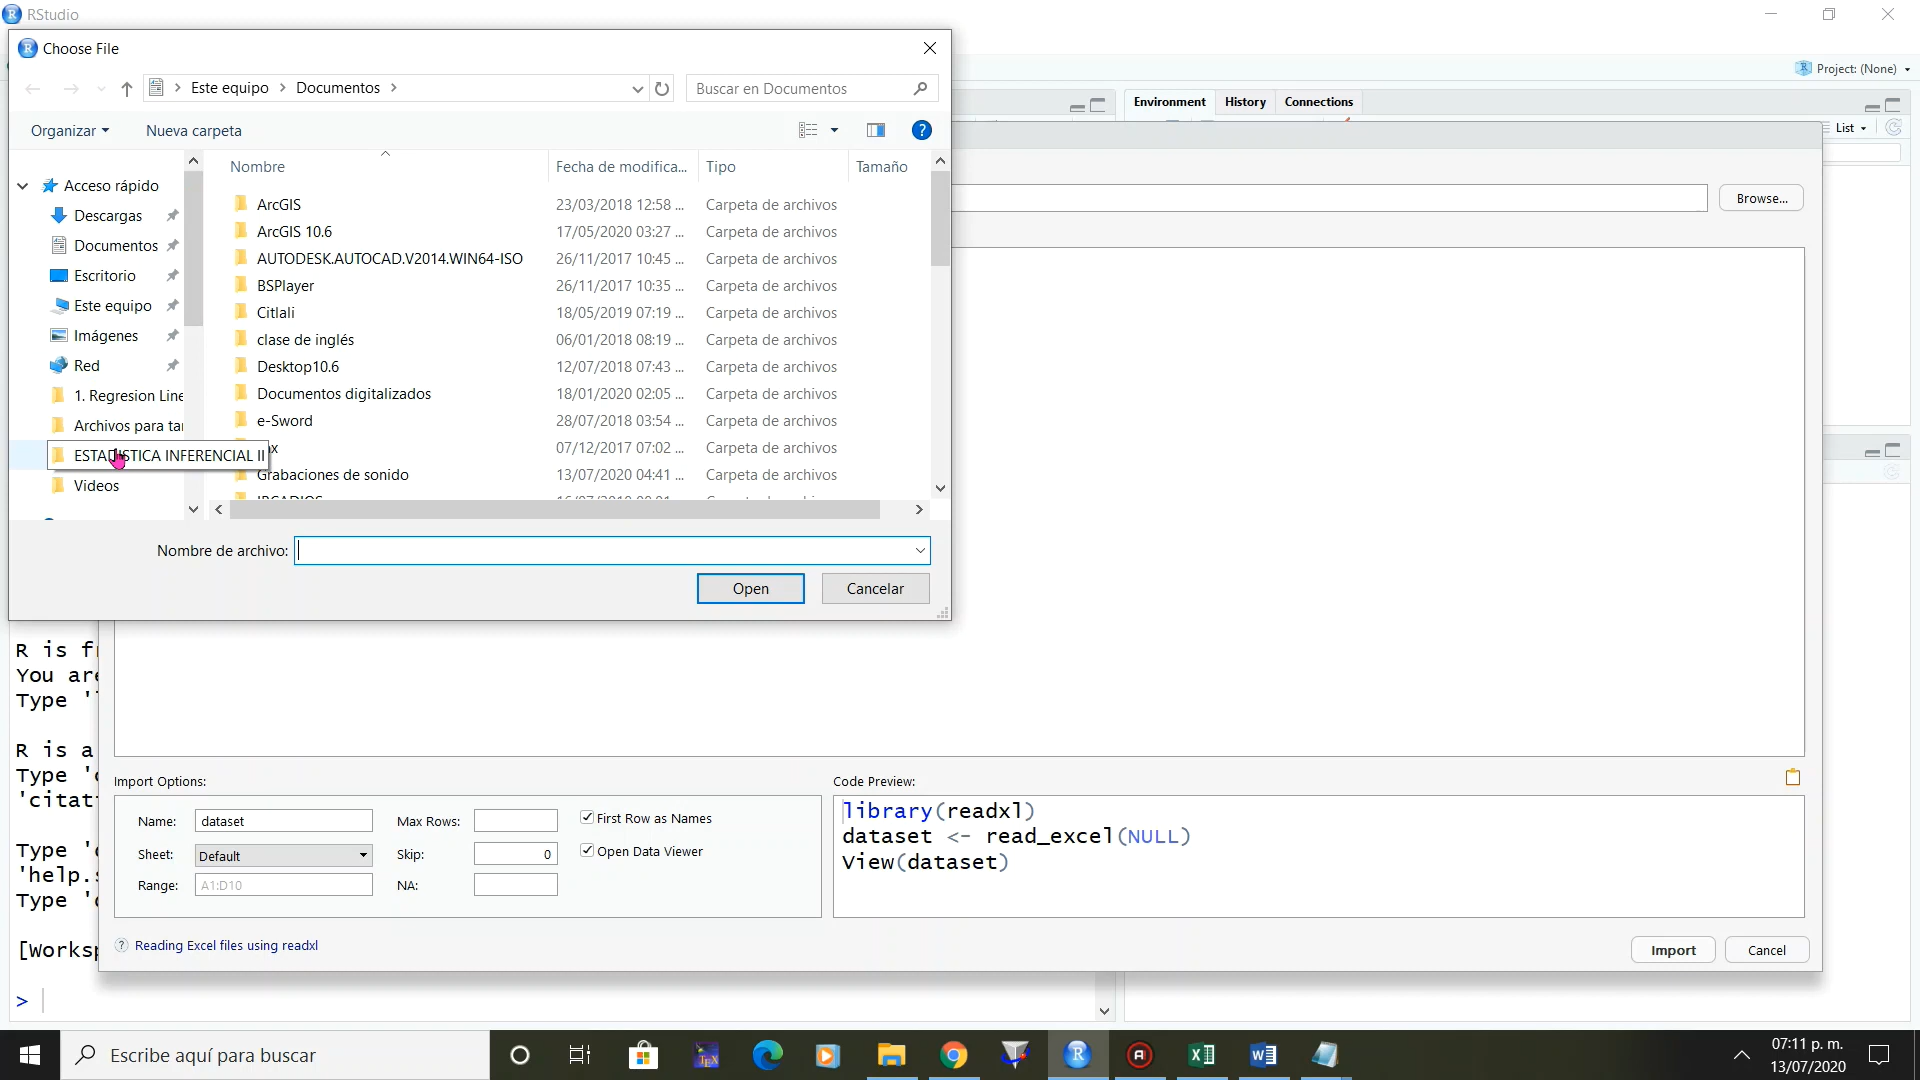 RStudio
Choose File
Este equipo
Documentos
Buscar en Documentos
Project: (None)
Environment
History
Connections
Organizar
Nueva carpeta
List
Nombre
Fecha de modifica...
Tipo
Tamaño
Acceso rápido
Descargas
Documentos
Escritorio
Este equipo
Imágenes
Red
1. Regresion Line
Archivos para tar
ESTADISTICA INFERENCIAL II
Videos
ArcGIS 23/03/2018 12:58 ... Carpeta de archivos
ArcGIS 10.6 17/05/2020 03:27 ... Carpeta de archivos
AUTODESK.AUTOCAD.V2014.WIN64-ISO 26/11/2017 10:45 ... Carpeta de archivos
BSPlayer 26/11/2017 10:35 ... Carpeta de archivos
Citlali 18/05/2019 07:19 ... Carpeta de archivos
clase de inglés 06/01/2018 08:19 ... Carpeta de archivos
Desktop10.6 12/07/2018 07:43 ... Carpeta de archivos
Documentos digitalizados 18/01/2020 02:05 ... Carpeta de archivos
e-Sword 28/07/2018 03:54 ... Carpeta de archivos
07/12/2017 07:02 ... Carpeta de archivos
Grabaciones de sonido 13/07/2020 04:41 ... Carpeta de archivos
Browse...
Nombre de archivo:
Open
Cancelar
R is f
You are
Type '
R is a
Type '
'citat
Type '
'help.s
Type '
[Worksp
>
Import Options:
Name: dataset
Max Rows:
First Row as Names
Sheet: Default
Skip: 0
Open Data Viewer
Range: A1:D10
NA:
Reading Excel files using readxl
Code Preview:
library(readxl)
dataset <- read_excel(NULL)
View(dataset)
Import
Cancel
Escribe aquí para buscar
07:11 p. m.
13/07/2020